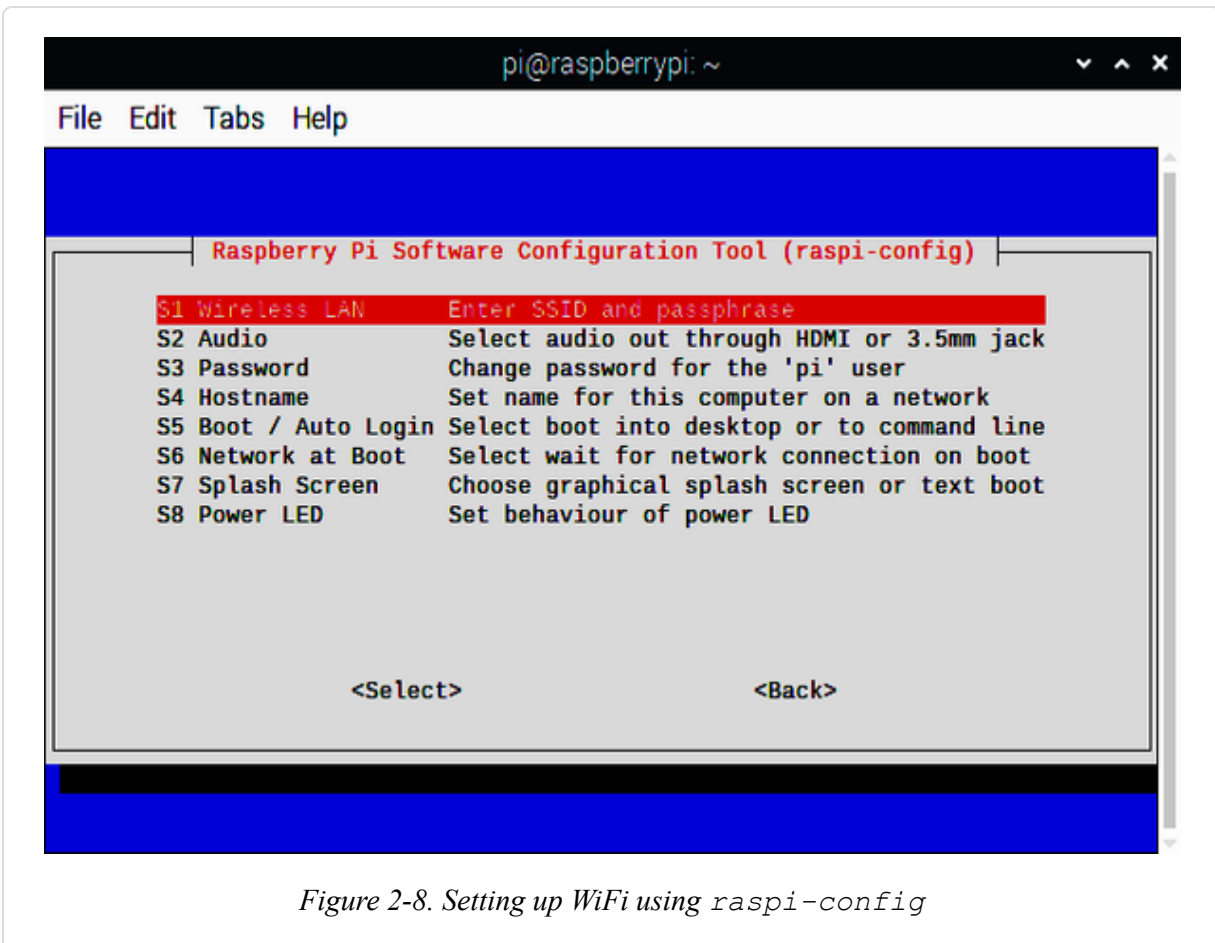 pi@raspberrypi: ~
File Edit Tabs Help
Raspberry Pi Software Configuration Tool (raspi-config)
S1 Wireless LAN Enter SSID and passphrase
S2 Audio Select audio out through HDMI or 3.5mm jack
S3 Password Change password for the 'pi' user
S4 Hostname Set name for this computer on a network
S5 Boot / Auto Login Select boot into desktop or to command line
S6 Network at Boot Select wait for network connection on boot
S7 Splash Screen Choose graphical splash screen or text boot
S8 Power LED Set behaviour of power LED
<Select> <Back>
Figure 2-8. Setting up WiFi using raspi-config